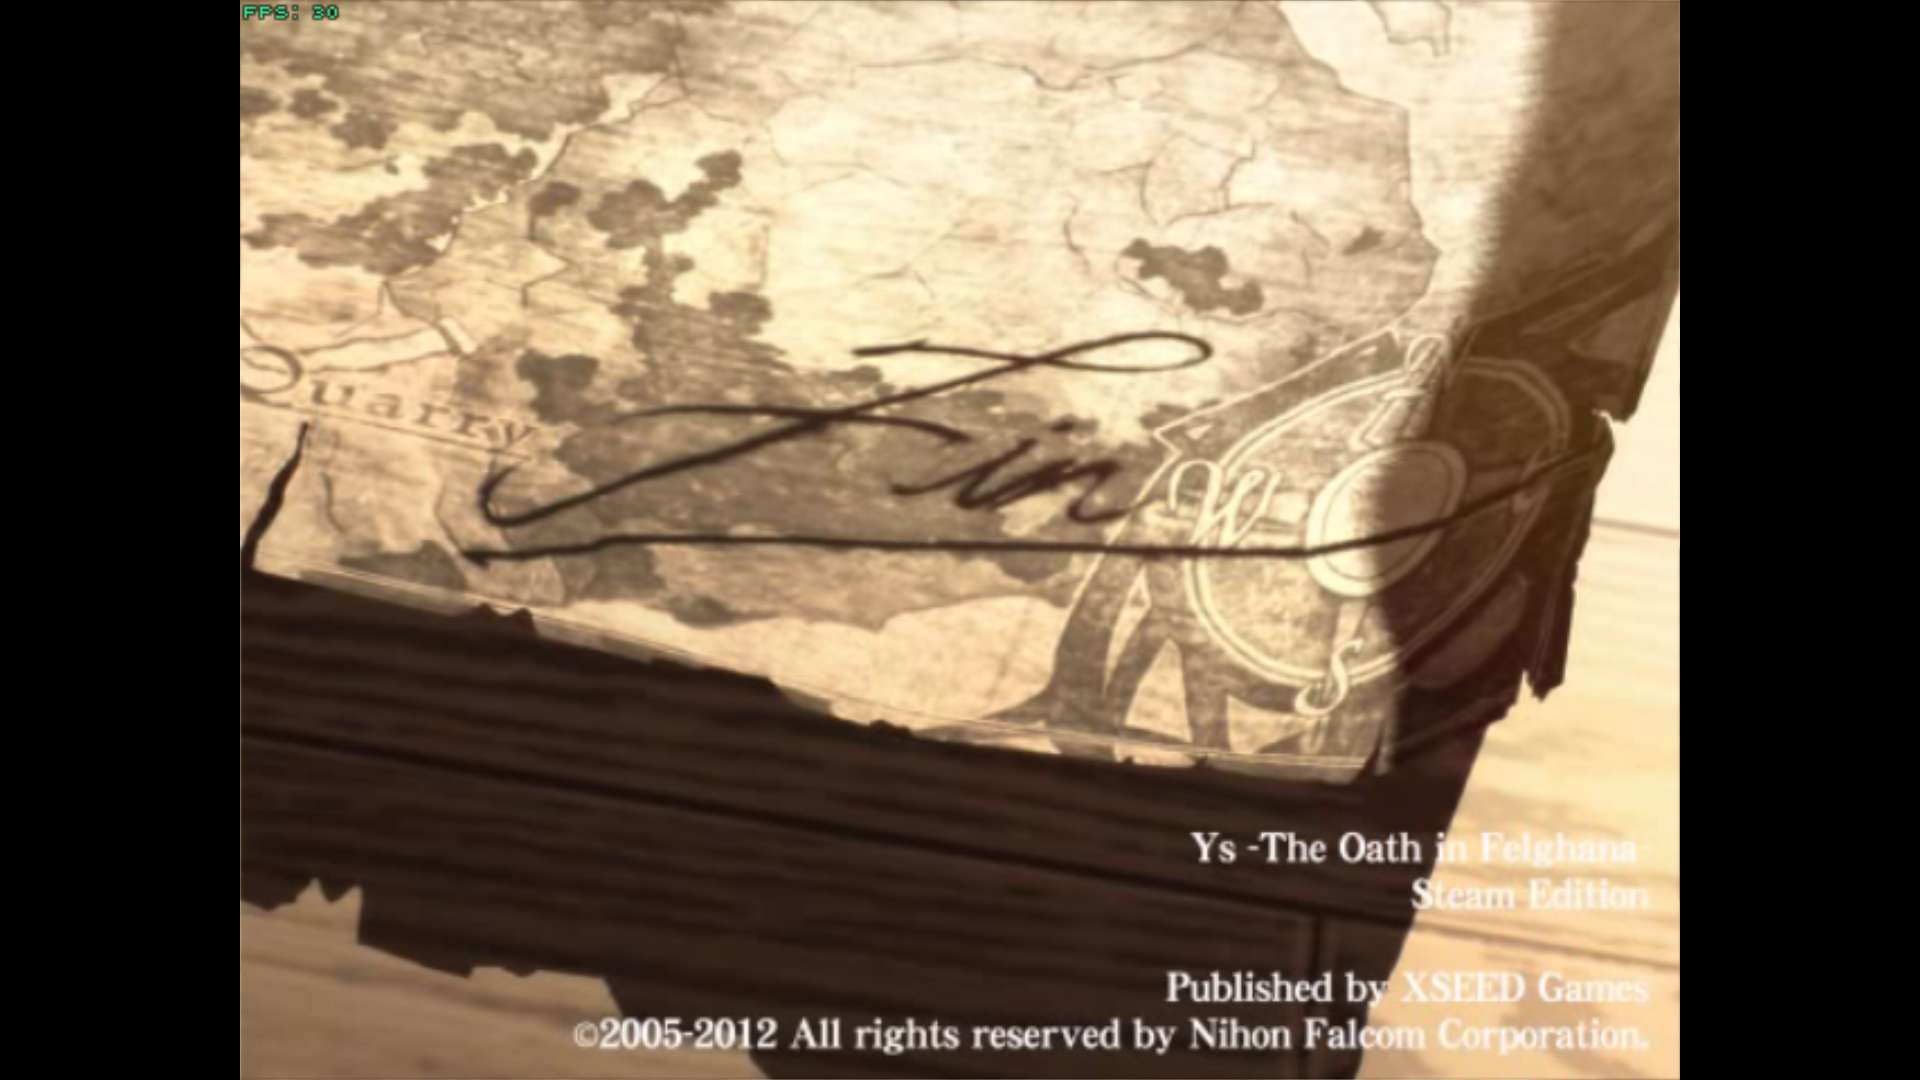 FPS: 30
Quarry
Fin
W
S
Ys -The Oath in Felghana-
Steam Edition
Published by XSEED Games
©2005-2012 All rights reserved by Nihon Falcom Corporation.